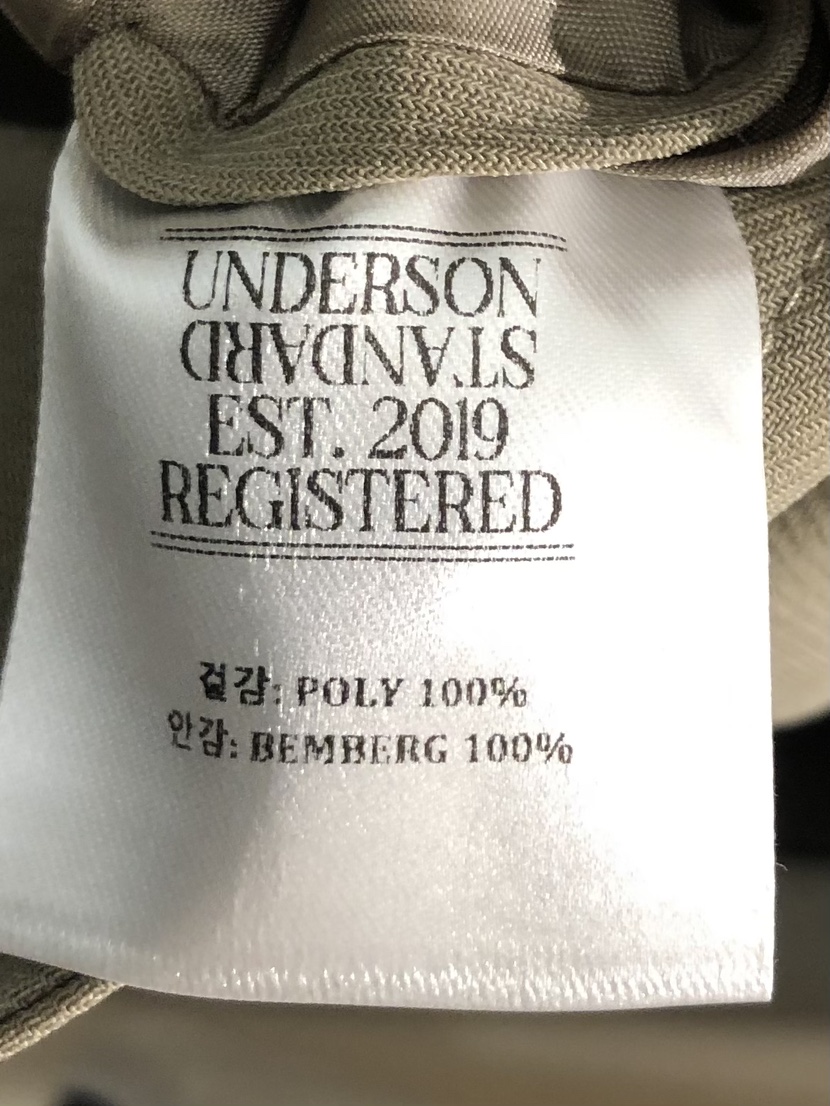 UNDERSON
STANDARD
EST. 2019
REGISTERED
겉감: POLY 100%
안감: BEMBERG 100%